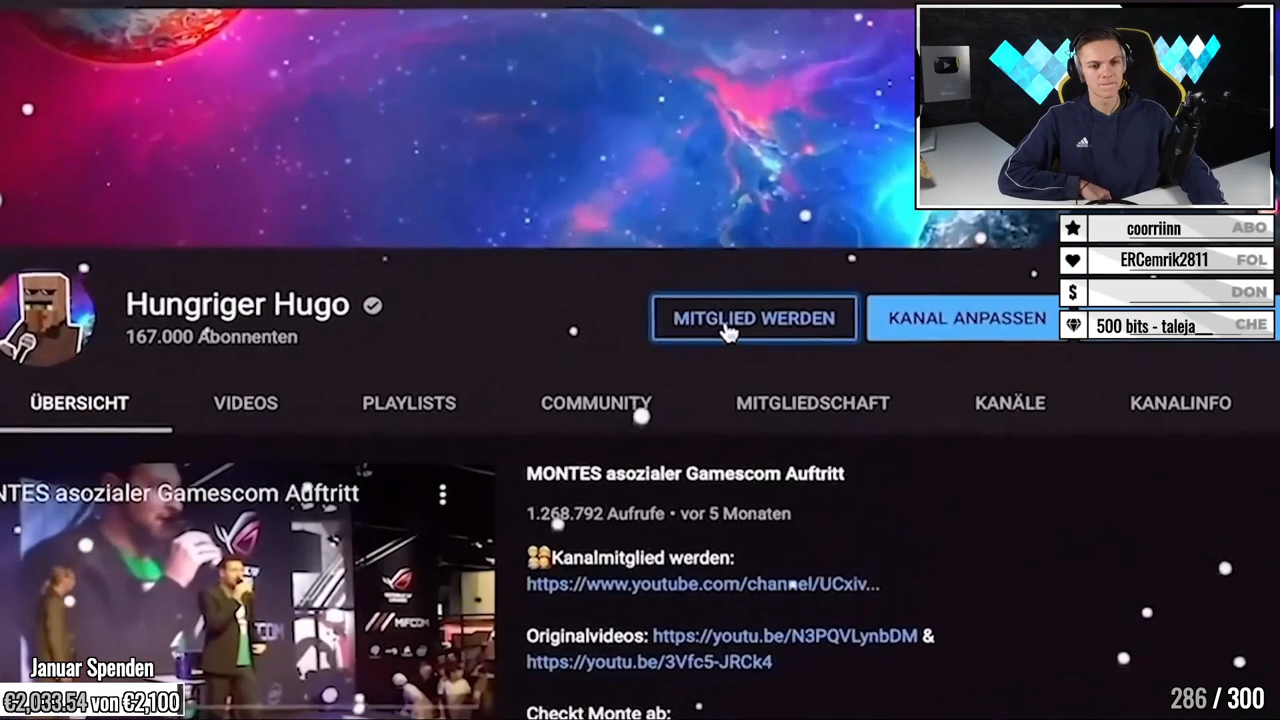 coorriinn ABO
ERCemrik2811 FOL
$ DON
500 bits - taleja__ CHE
Hungriger Hugo
167.000 Abonnenten
MITGLIED WERDEN
KANAL ANPASSEN
ÜBERSICHT VIDEOS PLAYLISTS COMMUNITY MITGLIEDSCHAFT KANÄLE KANALINFO
NTES asozialer Gamescom Auftritt
MONTES asozialer Gamescom Auftritt
1.268.792 Aufrufe • vor 5 Monaten
Kanalmitglied werden:
https://www.youtube.com/channel/UCxiv...
Originalvideos: https://youtu.be/N3PQVLynbDM &
https://youtu.be/3Vfc5-JRCk4
Checkt Monte ab:
Januar Spenden
€2,033.54 von €2,100
286 / 300